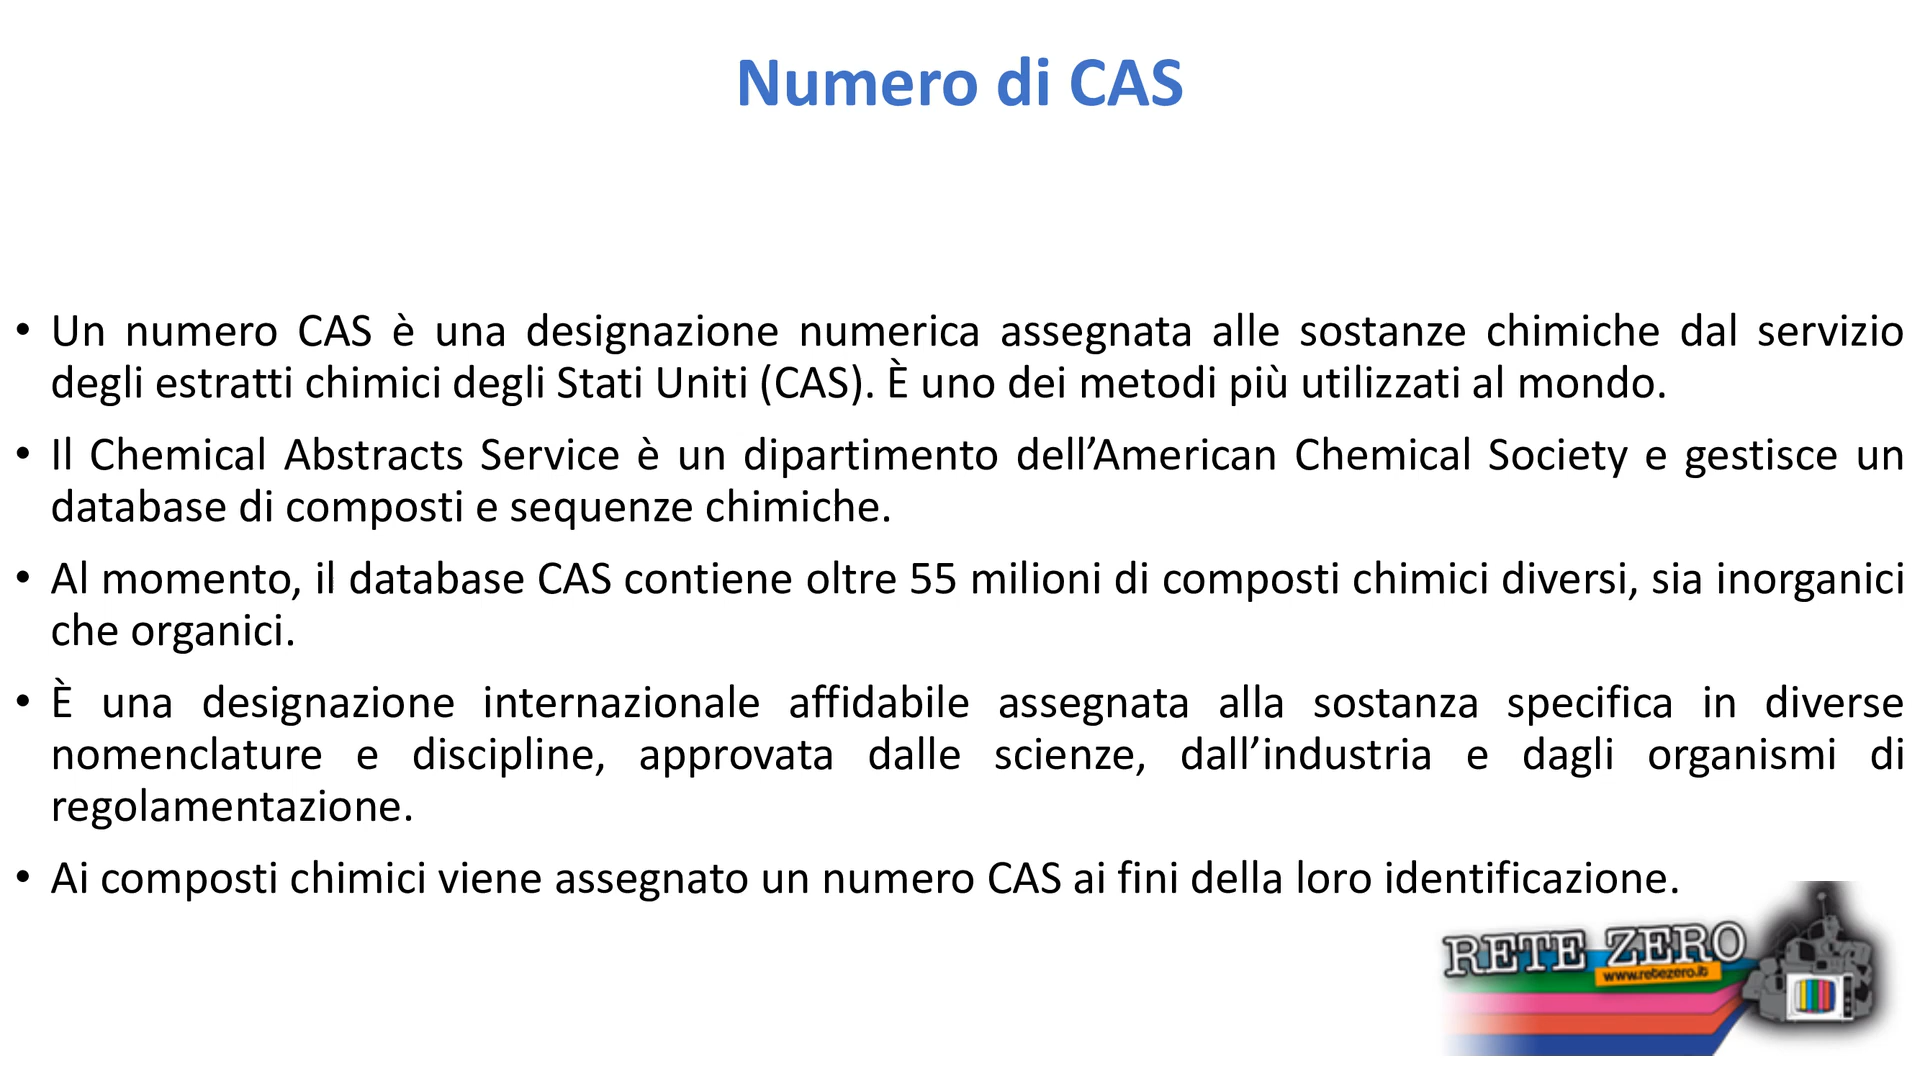 Numero di CAS
• Un numero CAS è una designazione numerica assegnata alle sostanze chimiche dal servizio
degli estratti chimici degli Stati Uniti (CAS). È uno dei metodi più utilizzati al mondo.
• Il Chemical Abstracts Service è un dipartimento dell’American Chemical Society e gestisce un
database di composti e sequenze chimiche.
• Al momento, il database CAS contiene oltre 55 milioni di composti chimici diversi, sia inorganici
che organici.
• È una designazione internazionale affidabile assegnata alla sostanza specifica in diverse
nomenclature e discipline, approvata dalle scienze, dall’industria e dagli organismi di
regolamentazione.
• Ai composti chimici viene assegnato un numero CAS ai fini della loro identificazione.
RETE ZERO
www.retezero.it